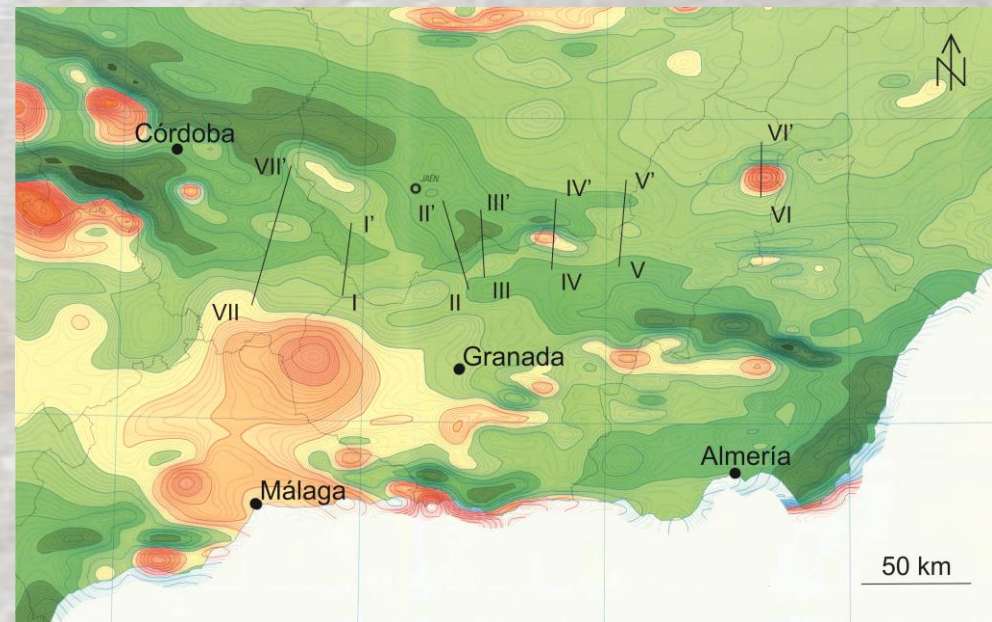 N
Córdoba
VI'
VII'
JAÉN
IV'
V'
II'
III'
VI
I'
V
IV
III
II
I
VII
Granada
Almería
Málaga
50 km